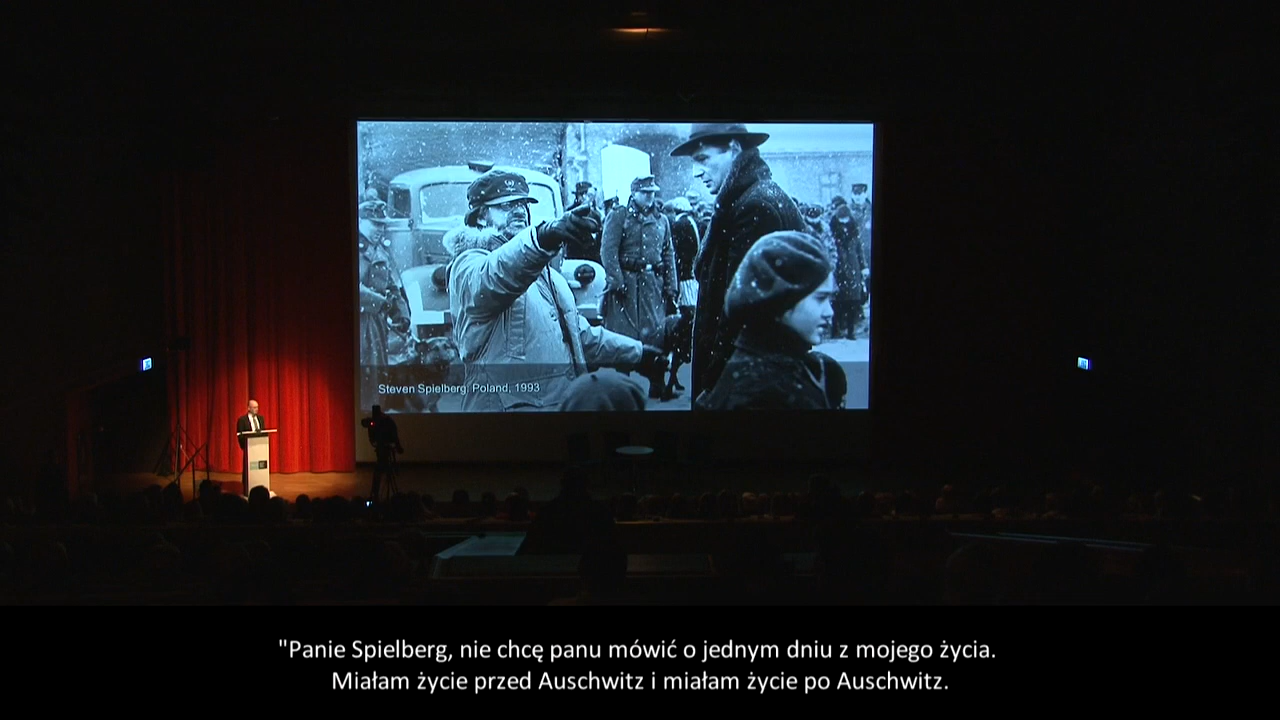 Steven Spielberg, Poland, 1993
"Panie Spielberg, nie chcę panu mówić o jednym dniu z mojego życia.
Miałam życie przed Auschwitz i miałam życie po Auschwitz.